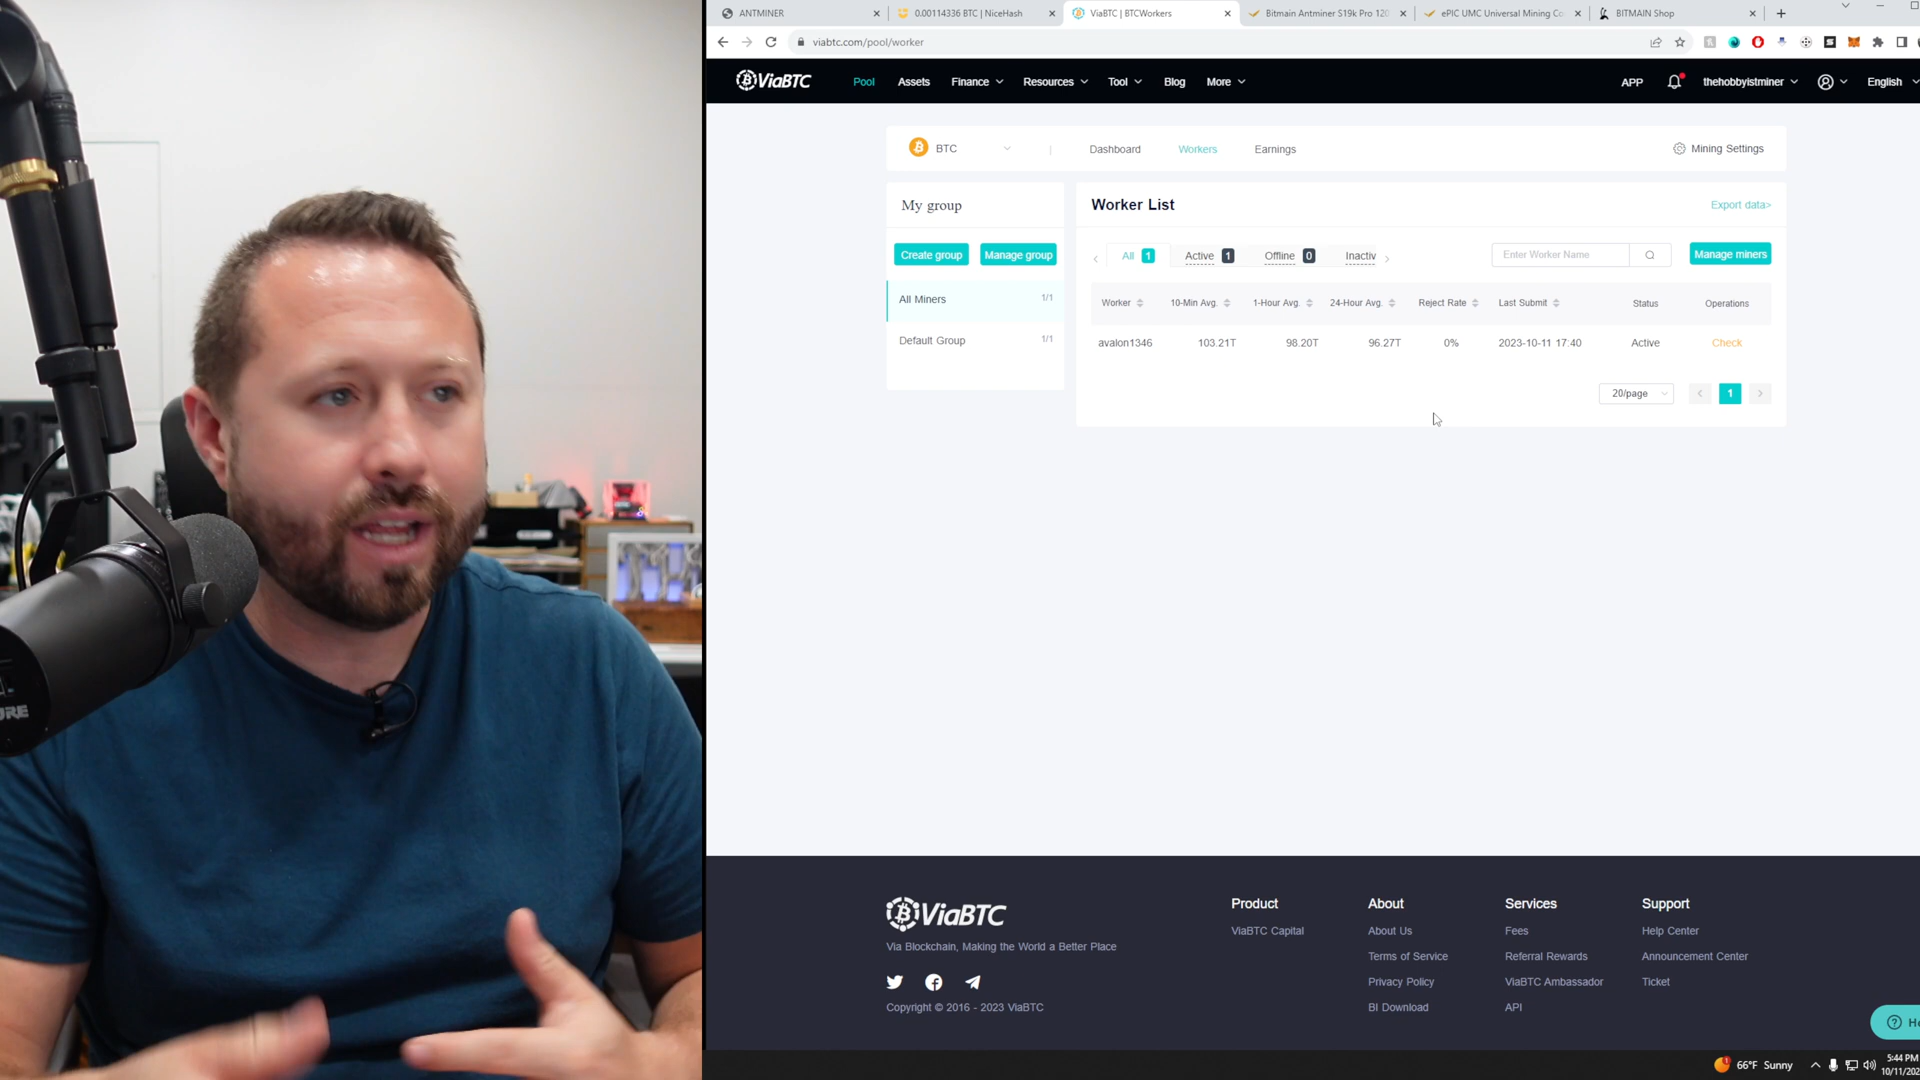 ANTMINER
0.00114336 BTC | NiceHash
ViaBTC | BTCWorkers
Bitmain Antminer S19k Pro 120
ePIC UMC Universal Mining Co
BITMAIN Shop
viabtc.com/pool/worker
ViaBTC
Pool
Assets
Finance
Resources
Tool
Blog
More
APP
thehobbyistminer
English
BTC
Dashboard
Workers
Earnings
Mining Settings
My group
Create group
Manage group
All Miners 1/1
Default Group 1/1
Worker List
Export data>
All 1
Active 1
Offline 0
Inactiv
Enter Worker Name
Manage miners
Worker 10-Min Avg. 1-Hour Avg. 24-Hour Avg. Reject Rate Last Submit Status Operations
avalon1346 103.21T 98.20T 96.27T 0% 2023-10-11 17:40 Active Check
20/page
1
ViaBTC
Via Blockchain, Making the World a Better Place
Copyright © 2016 - 2023 ViaBTC
Product
ViaBTC Capital
About
About Us
Terms of Service
Privacy Policy
BI Download
Services
Fees
Referral Rewards
ViaBTC Ambassador
API
Support
Help Center
Announcement Center
Ticket
He
66°F Sunny
5:44 PM
10/11/202
URE